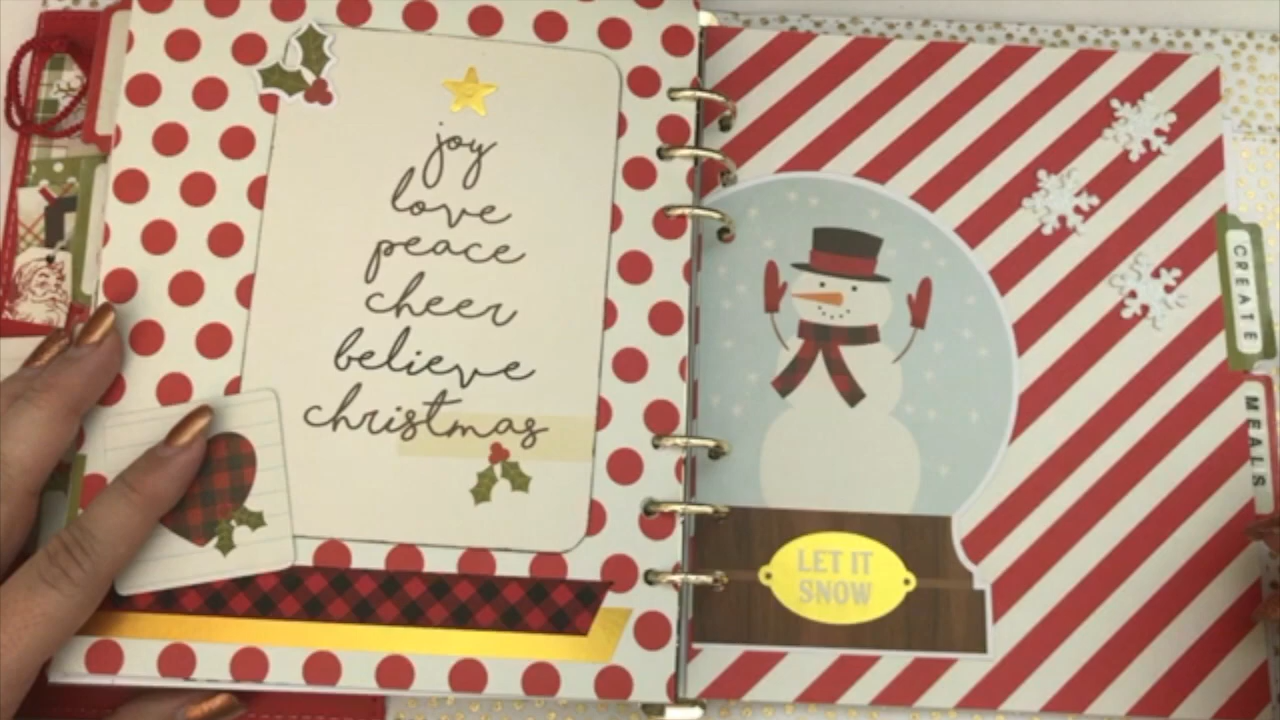 joy
love
peace
cheer
believe
christmas
LET IT
SNOW
CREATE
MEALS